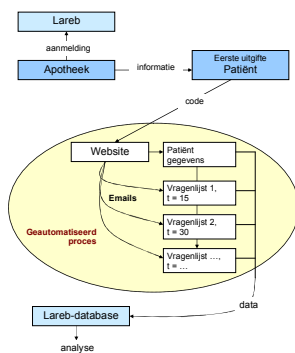 Lareb
aanmelding
Apotheek
informatie
Eerste uitgifte
Patiënt
code
Website
Patiënt
gegevens
Emails
Vragenlijst 1,
t = 15
Vragenlijst 2,
t = 30
Vragenlijst ...,
t = ...
Geautomatiseerd
proces
data
Lareb-database
analyse